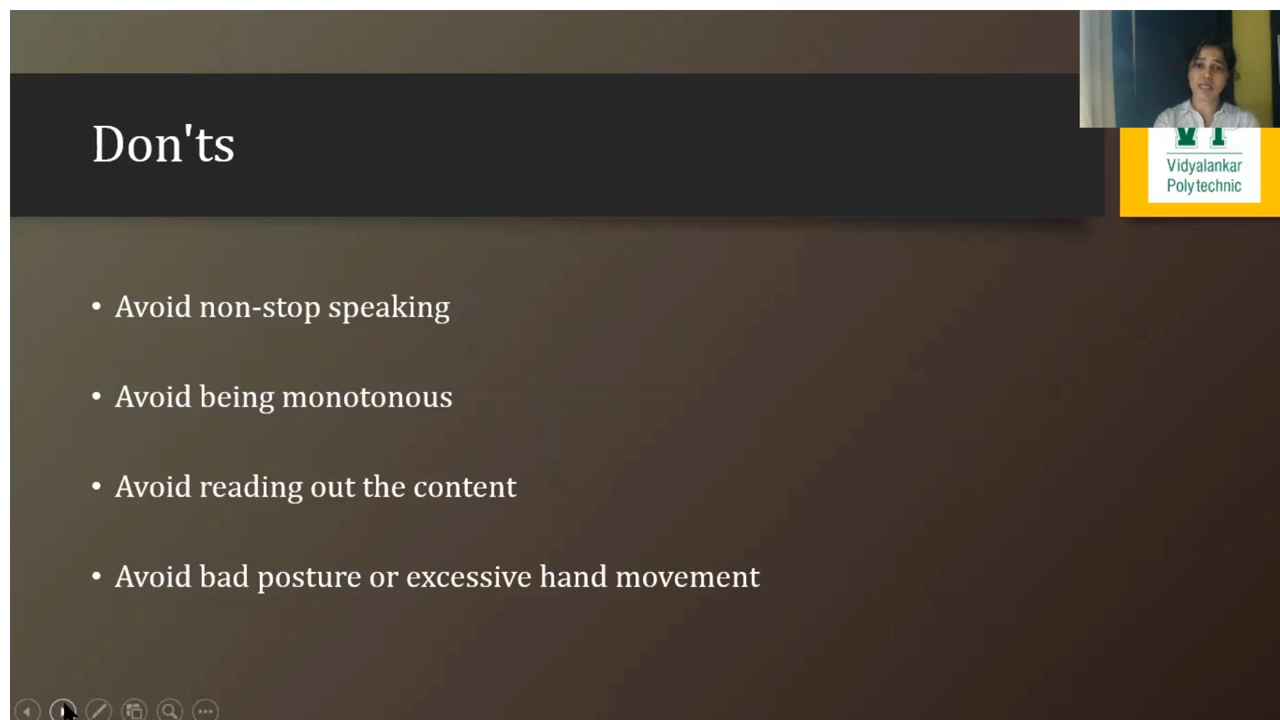 Don'ts
Vidyalankar
Polytechnic
• Avoid non-stop speaking
• Avoid being monotonous
• Avoid reading out the content
• Avoid bad posture or excessive hand movement